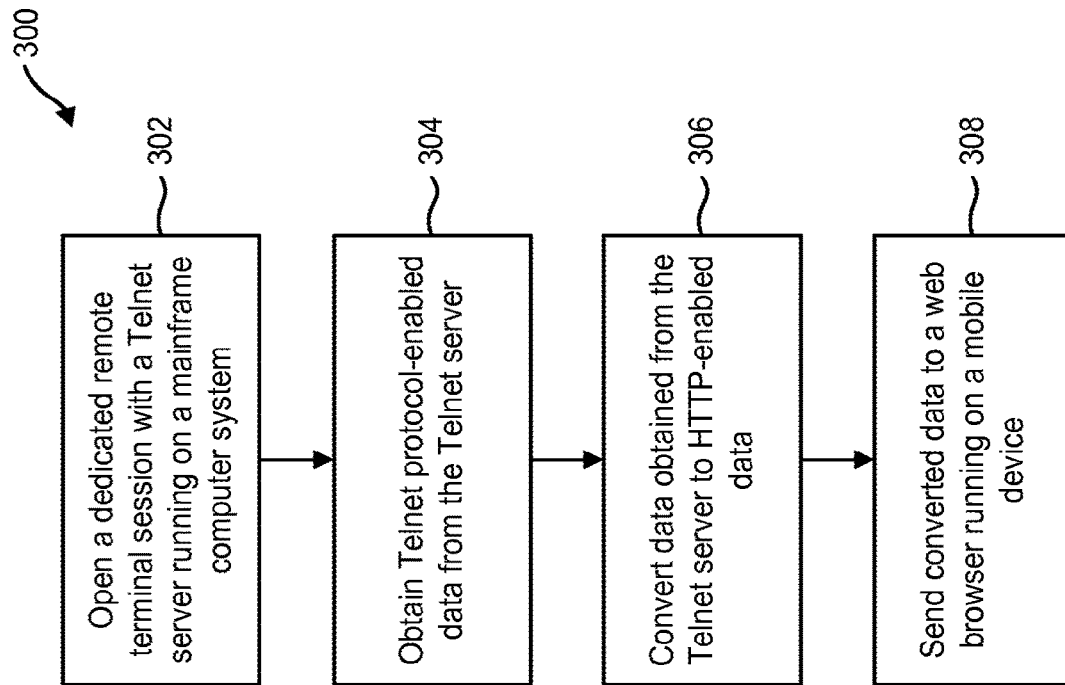 300
302
Open a dedicated remote
terminal session with a Telnet
server running on a mainframe
computer system
304
Obtain Telnet protocol-enabled
data from the Telnet server
306
Convert data obtained from the
Telnet server to HTTP-enabled
data
308
Send converted data to a web
browser running on a mobile
device